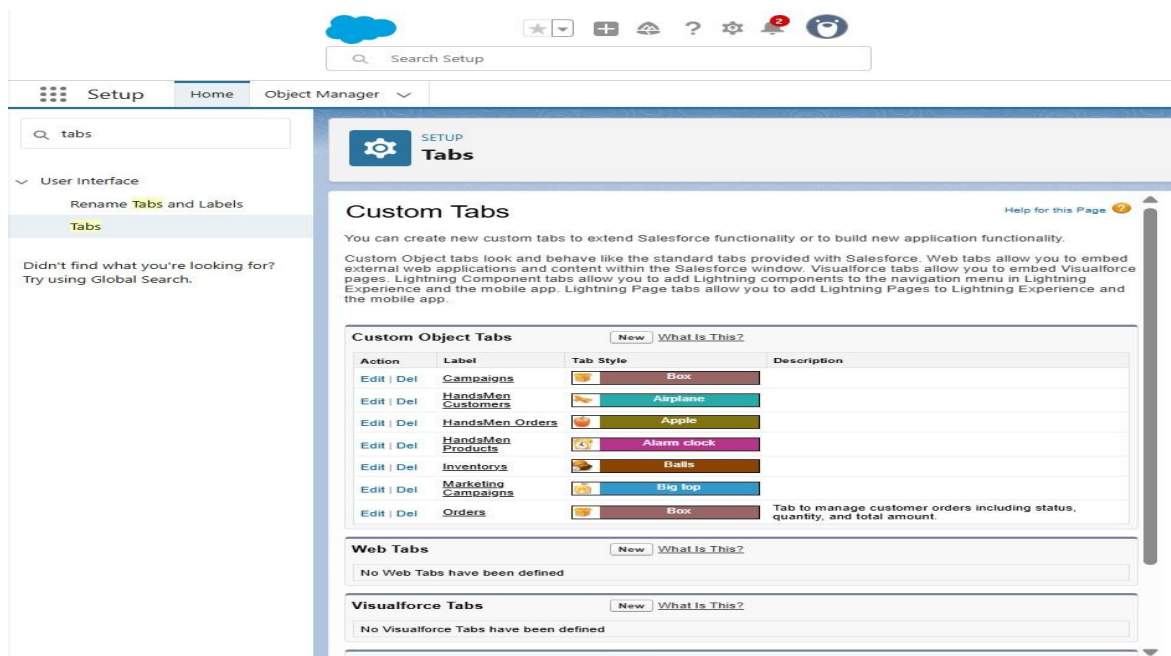 2
Search Setup
Setup
Home
Object Manager
tabs
User Interface
Rename Tabs and Labels
Tabs
Didn't find what you're looking for?
Try using Global Search.
SETUP
Tabs
Custom Tabs
Help for this Page
You can create new custom tabs to extend Salesforce functionality or to build new application functionality.
Custom Object tabs look and behave like the standard tabs provided with Salesforce. Web tabs allow you to embed
external web applications and content within the Salesforce window. Visualforce tabs allow you to embed Visualforce
pages. Lightning Component tabs allow you to add Lightning components to the navigation menu in Lightning
Experience and the mobile app. Lightning Page tabs allow you to add Lightning Pages to Lightning Experience and
the mobile app.
Custom Object Tabs New What Is This?
Action Label Tab Style Description
Edit | Del Campaigns Box
Edit | Del HandsMen
Customers Airplane
Edit | Del HandsMen Orders Apple
Edit | Del HandsMen
Products Alarm clock
Edit | Del Inventorys Balls
Edit | Del Marketing
Campaigns Big top
Edit | Del Orders Box Tab to manage customer orders including status,
quantity, and total amount.
Web Tabs New What Is This?
No Web Tabs have been defined
Visualforce Tabs New What Is This?
No Visualforce Tabs have been defined